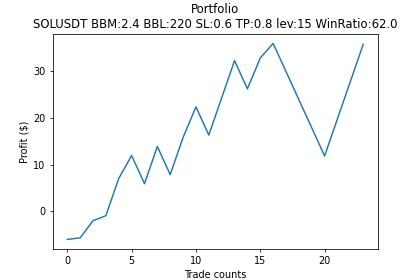 Portfolio
SOLUSDT BBM:2.4 BBL:220 SL:0.6 TP:0.8 lev:15 WinRatio:62.0
30
20
10
0
Profit ($)
0 5 10 15 20
Trade counts